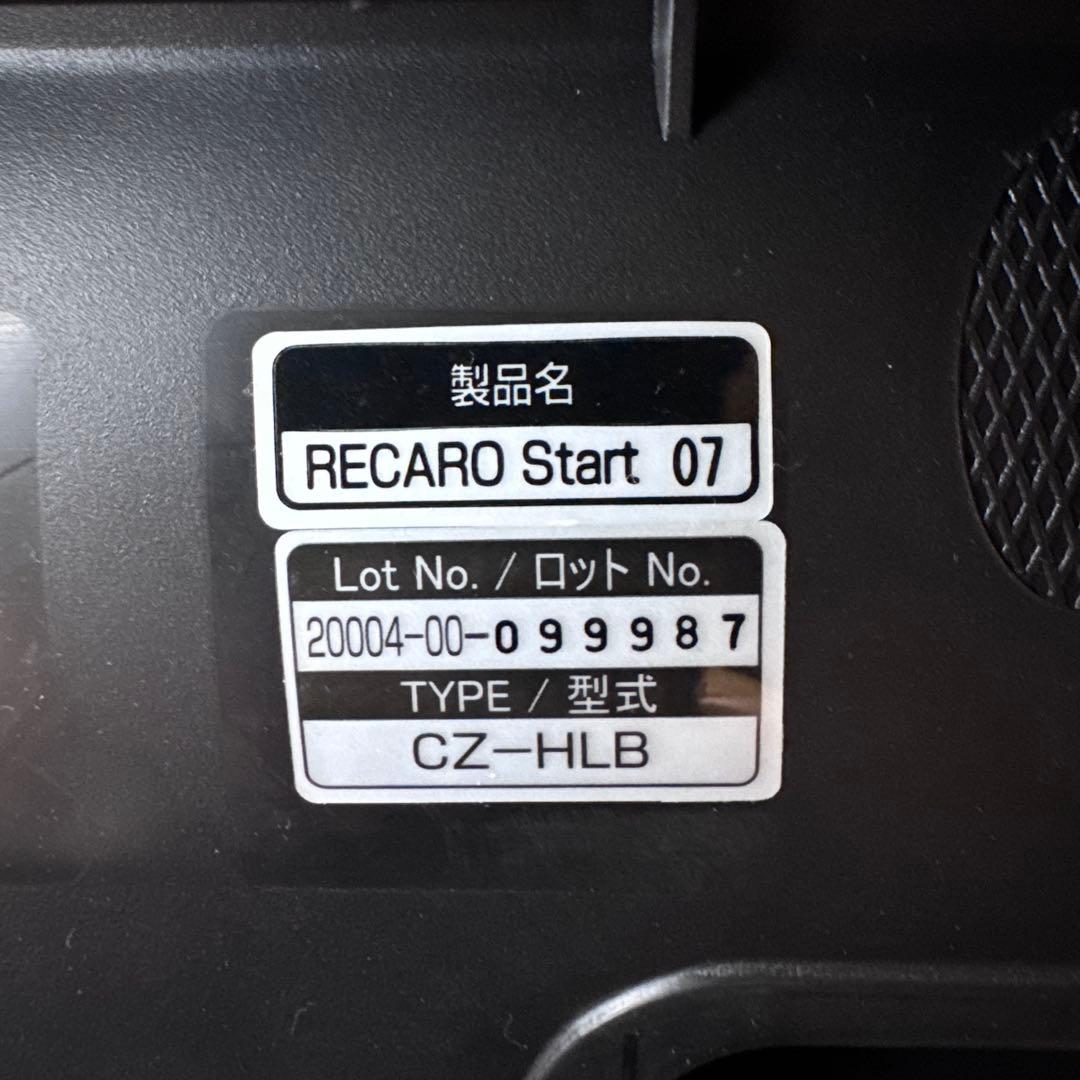 製品名
RECARO Start 07
Lot No. / ロット No.
20004-00-099987
TYPE / 型式
CZ-HLB